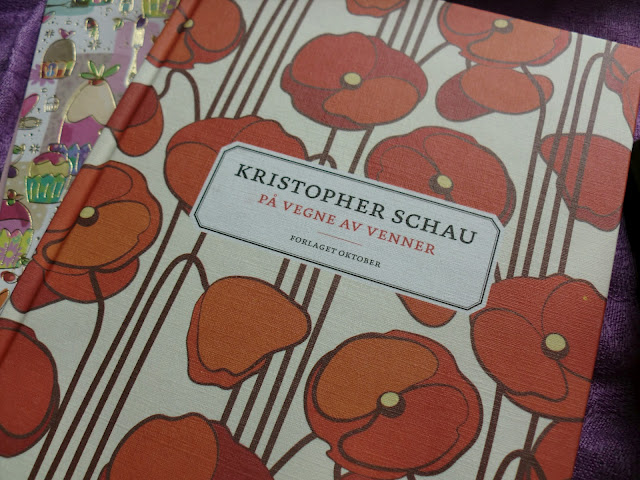 KRISTOPHER SCHAU
PÅ VEGNE AV VENNER
FORLAGET OKTOBER